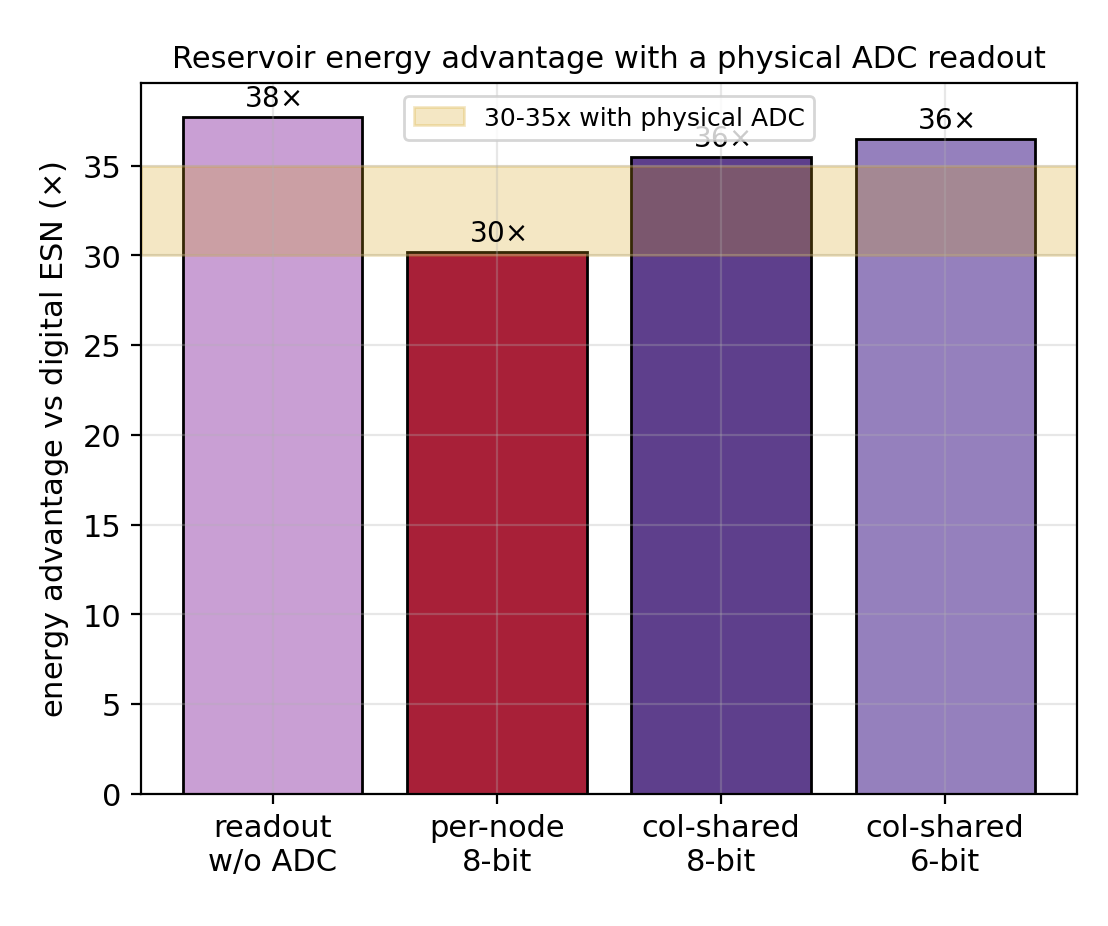 Reservoir energy advantage with a physical ADC readout
energy advantage vs digital ESN (×)
35
30
25
20
15
10
5
0
30-35x with physical ADC
38×
30×
36×
36×
readout
w/o ADC
per-node
8-bit
col-shared
8-bit
col-shared
6-bit